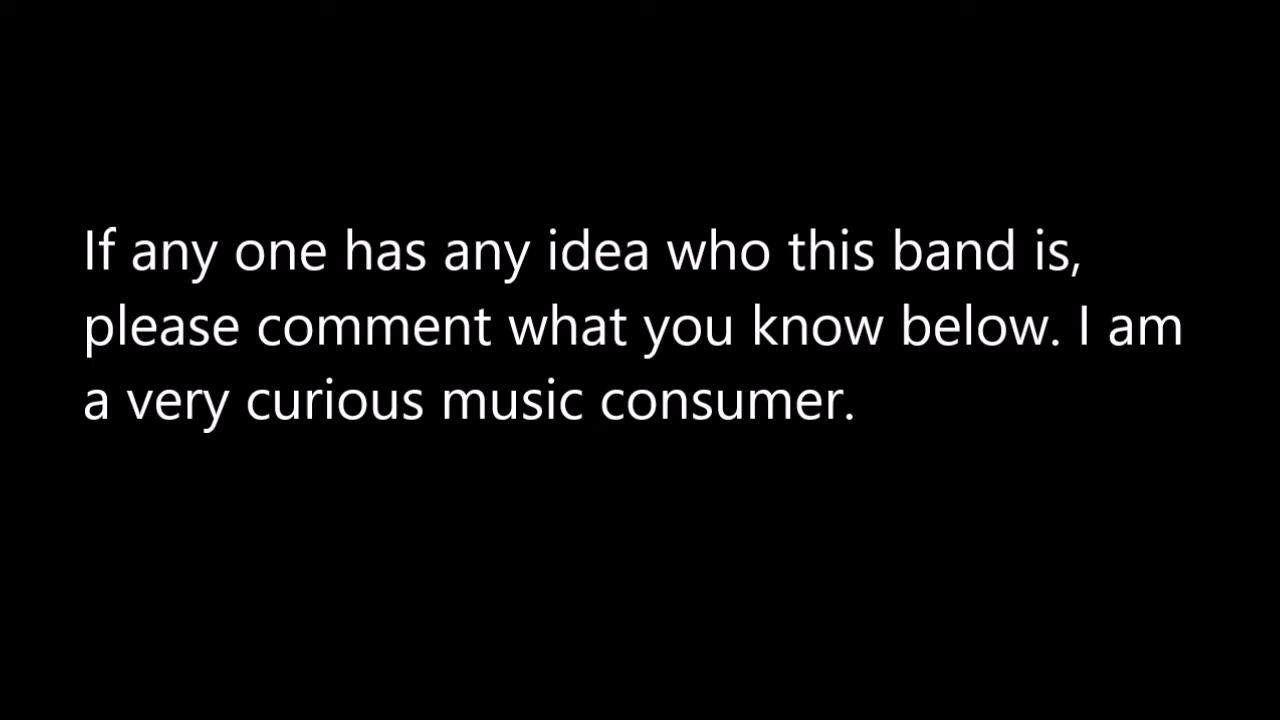 If any one has any idea who this band is,
please comment what you know below. I am
a very curious music consumer.